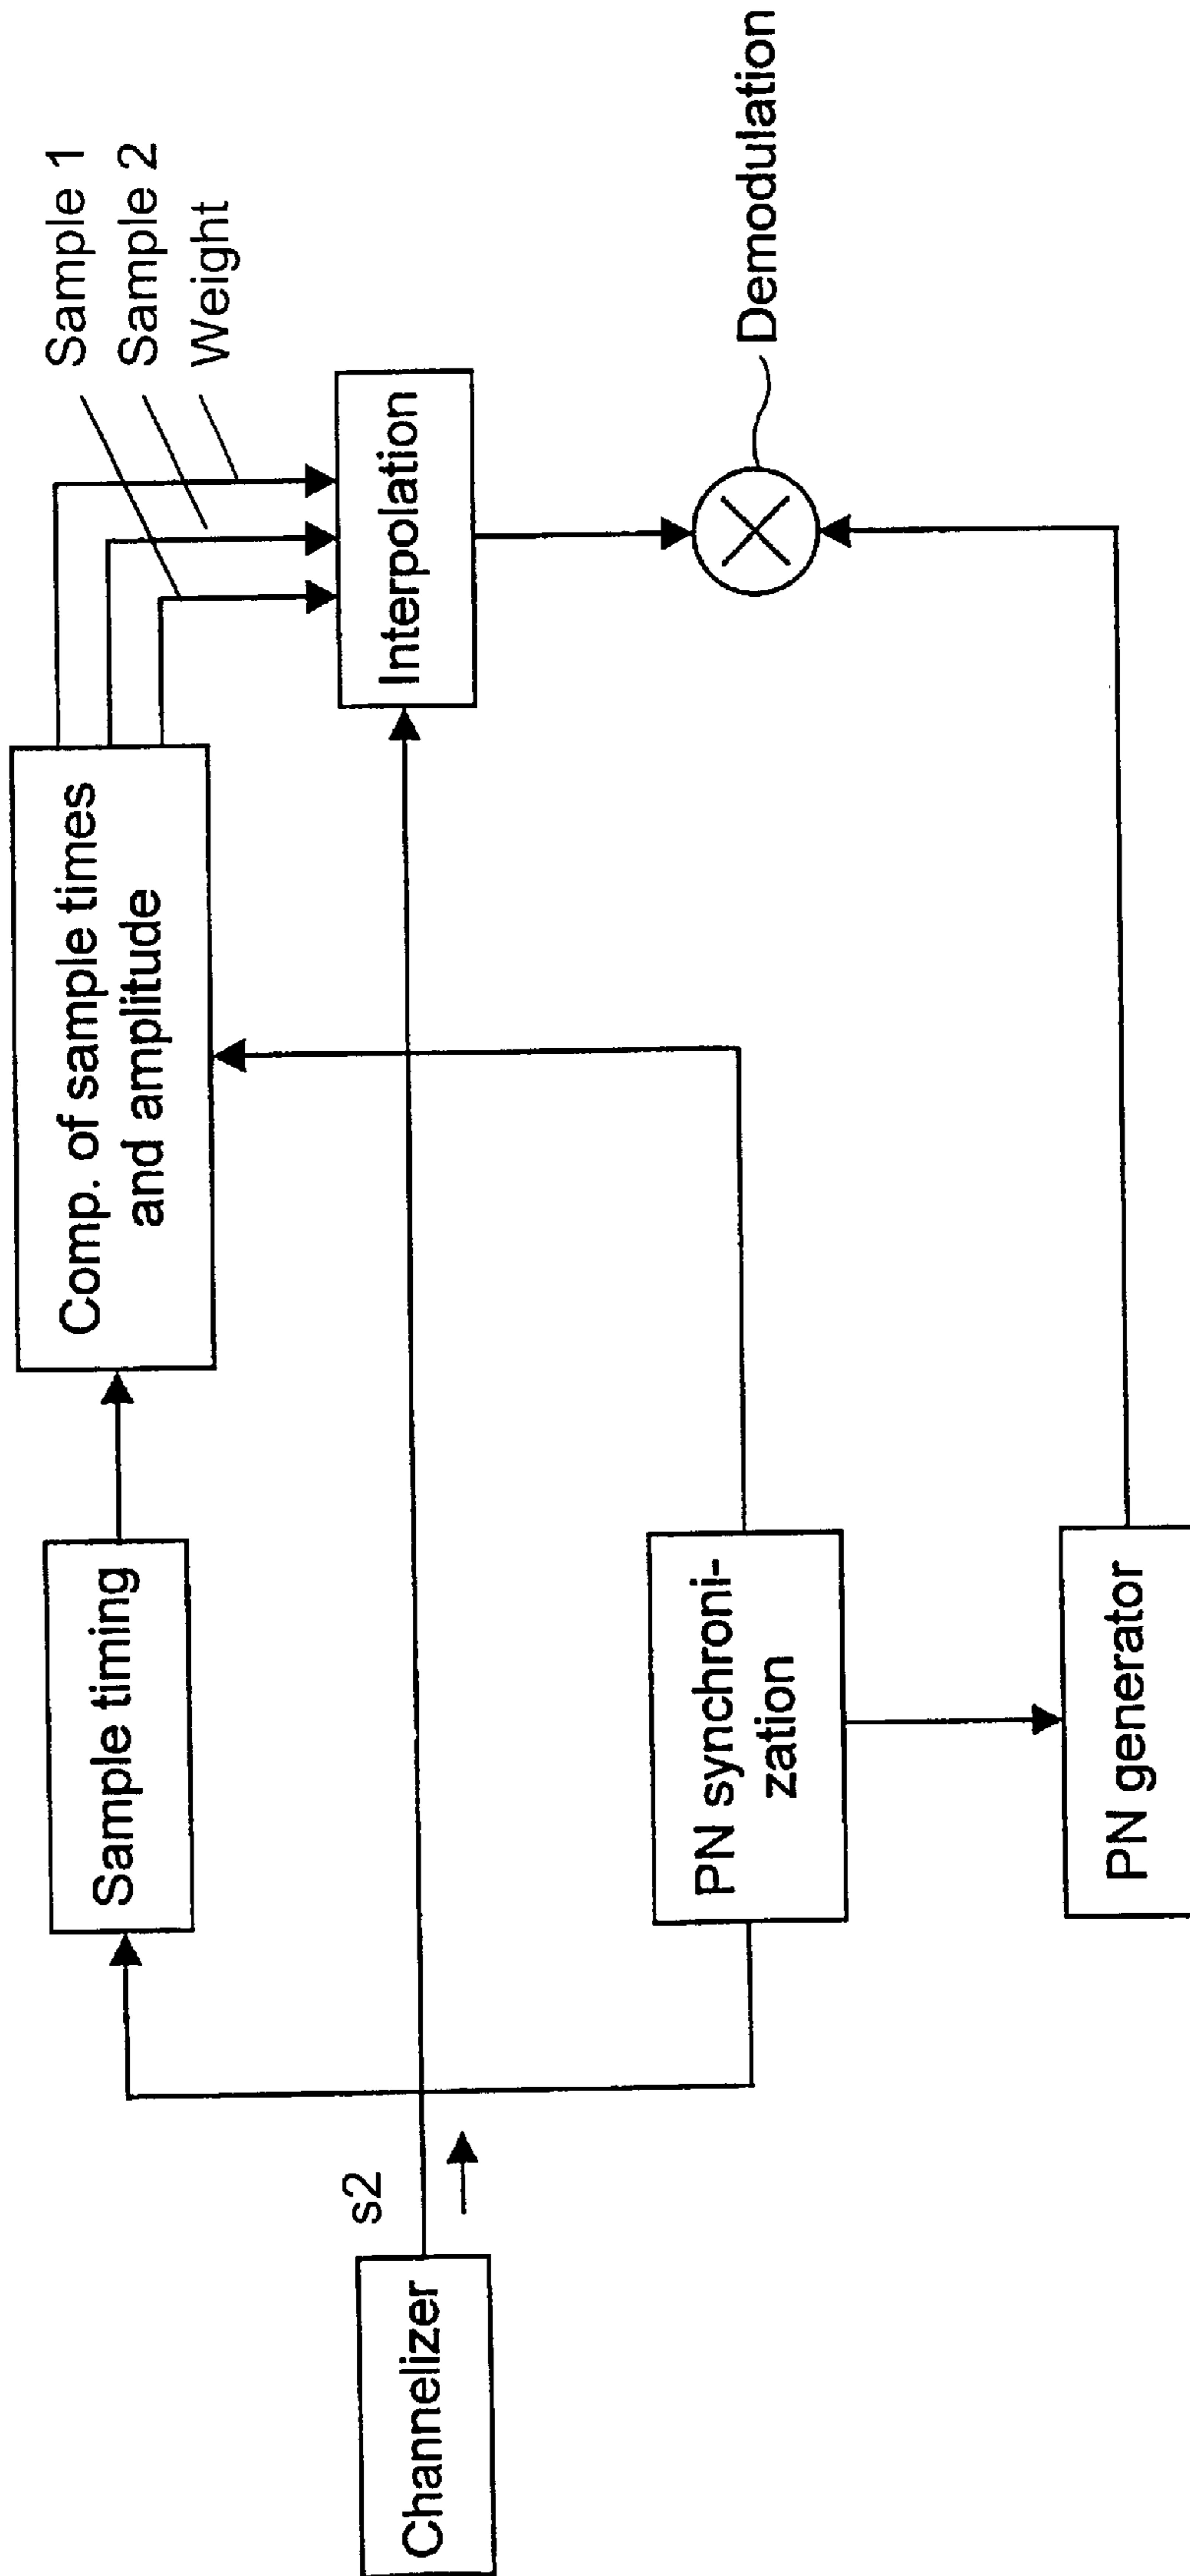 Sample 1
Sample 2
Weight
Comp. of sample times
and amplitude
Sample timing
Interpolation
s2
Channelizer
Demodulation
PN synchroni-
zation
PN generator